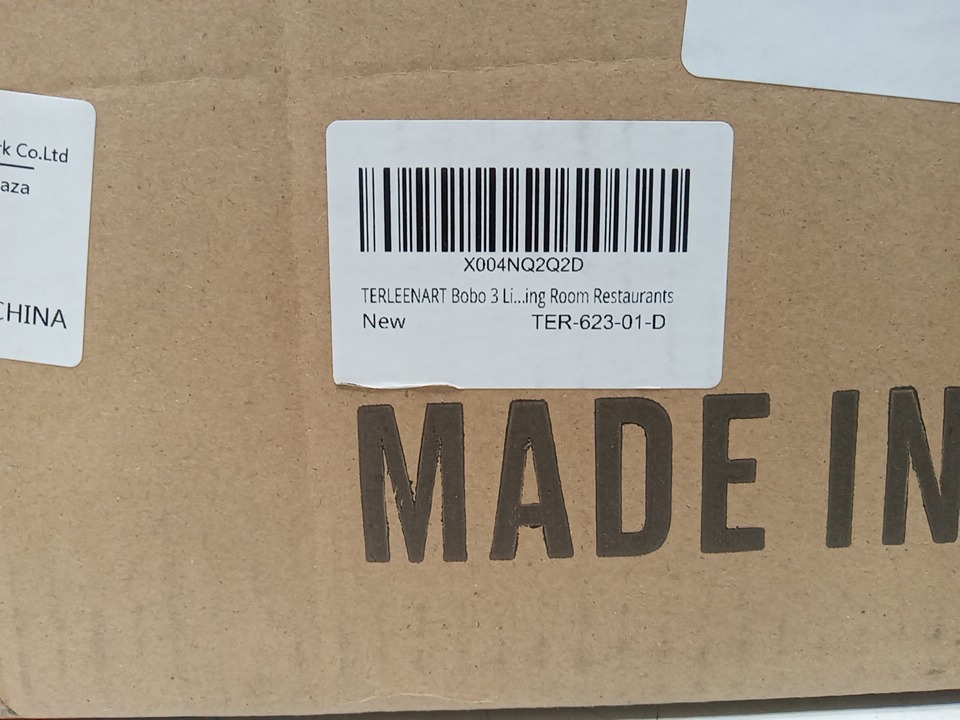 rk Co.Ltd
aza
CHINA
X004NQ2Q2D
TERLEENART Bobo 3 Li...ing Room Restaurants
New TER-623-01-D
MADE IN